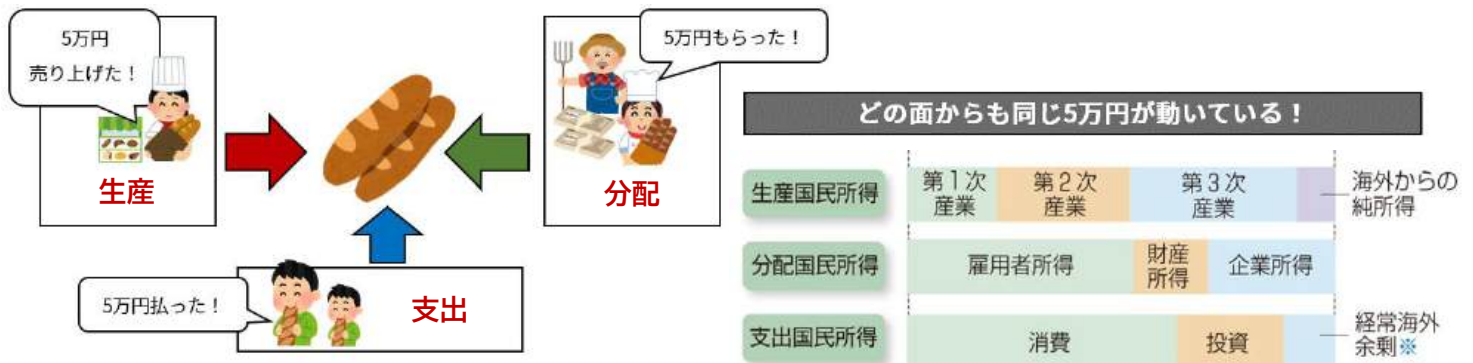 5万円
売り上げた！
生産
5万円もらった！
分配
5万円払った！
支出
どの面からも同じ5万円が動いている！
生産国民所得
第1次
産業
第2次
産業
第3次
産業
海外からの
純所得
分配国民所得
雇用者所得
財産
所得
企業所得
支出国民所得
消費
投資
経常海外
余剰※